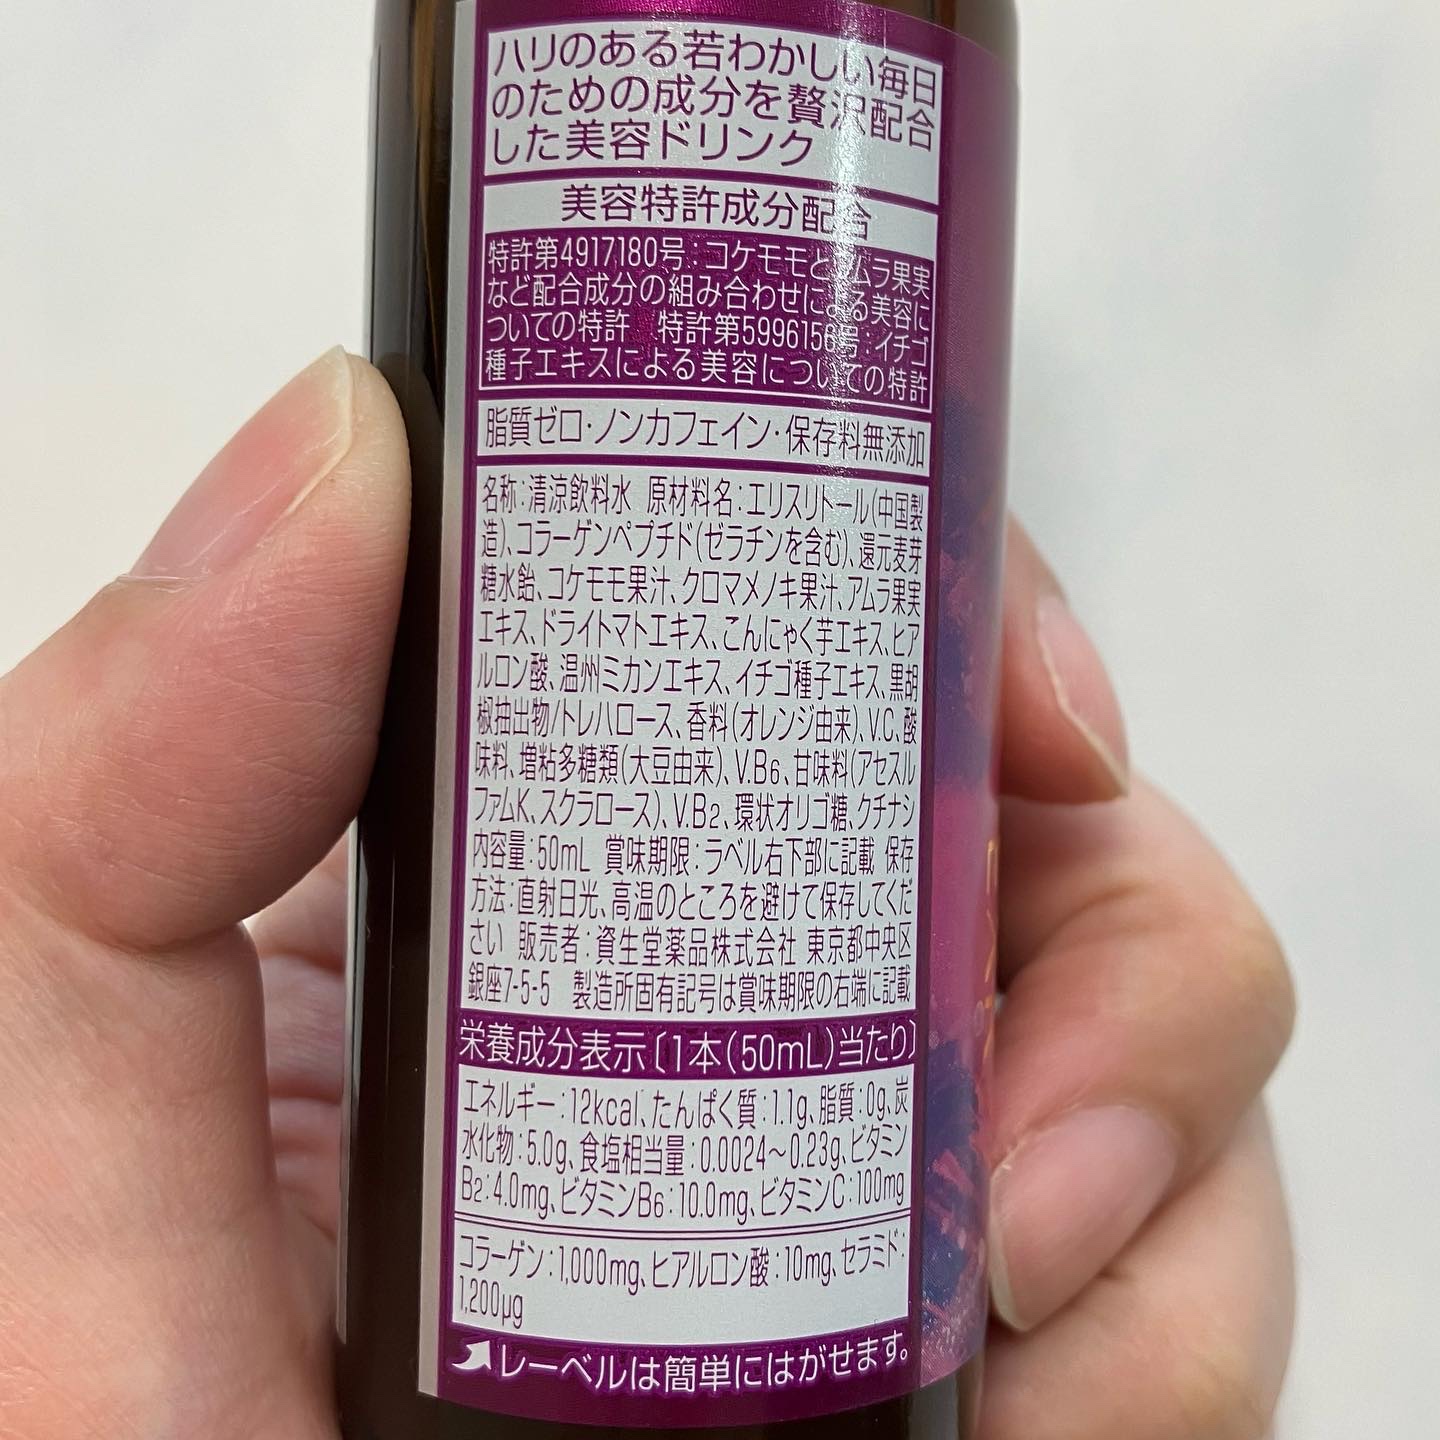 ハリのある若わかしい毎日
のための成分を贅沢配合
した美容ドリンク
美容特許成分配合
特許第4917180号:コケモモとアムラ果実
など配合成分の組み合わせによる美容に
ついての特許 特許第5996156号:イチゴ
種子エキスによる美容についての特許
脂質ゼロ・ノンカフェイン・保存料無添加
名称:清涼飲料水 原材料名:エリスリトール(中国製
造)、コラーゲンペプチド(ゼラチンを含む)、還元麦芽
糖水飴、コケモモ果汁、クロマメノキ果汁、アムラ果実
エキス、ドライトマトエキス、こんにゃく芋エキス、ヒア
ルロン酸、温州ミカンエキス、イチゴ種子エキス、黒胡
椒抽出物/トレハロース、香料(オレンジ由来)、V.C、酸
味料、増粘多糖類(大豆由来)、V.B6、甘味料(アセスル
ファムK、スクラロース)、V.B2、環状オリゴ糖、クチナシ
内容量:50mL 賞味期限:ラベル右下部に記載 保存
方法:直射日光、高温のところを避けて保存してくだ
さい 販売者:資生堂薬品株式会社 東京都中央区
銀座7-5-5 製造所固有記号は賞味期限の右端に記載
栄養成分表示〔1本(50mL)当たり〕
エネルギー:12kcal、たんぱく質:1.1g、脂質:0g、炭
水化物:5.0g、食塩相当量:0.0024〜0.23g、ビタミン
B2:4.0mg、ビタミンB6:10.0mg、ビタミンC:100mg
コラーゲン:1,000mg、ヒアルロン酸:10mg、セラミド:
1,200μg
レーベルは簡単にはがせます。